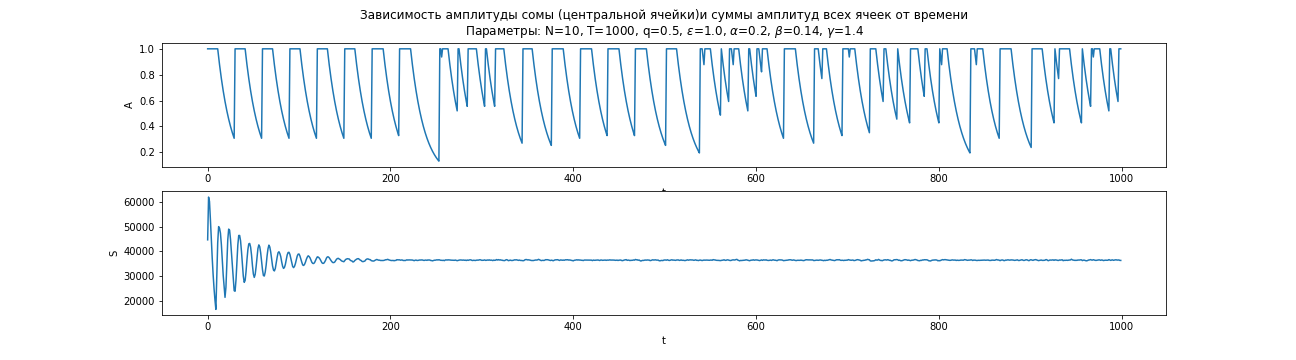 Зависимость амплитуды сомы (центральной ячейки)и суммы амплитуд всех ячеек от времени
Параметры: N=10, T=1000, q=0.5, ε=1.0, α=0.2, β=0.14, γ=1.4
1.0
0.8
0.6
0.4
0.2
A
0 200 400 600 800 1000
60000
50000
40000
30000
20000
S
0 200 400 600 800 1000
t